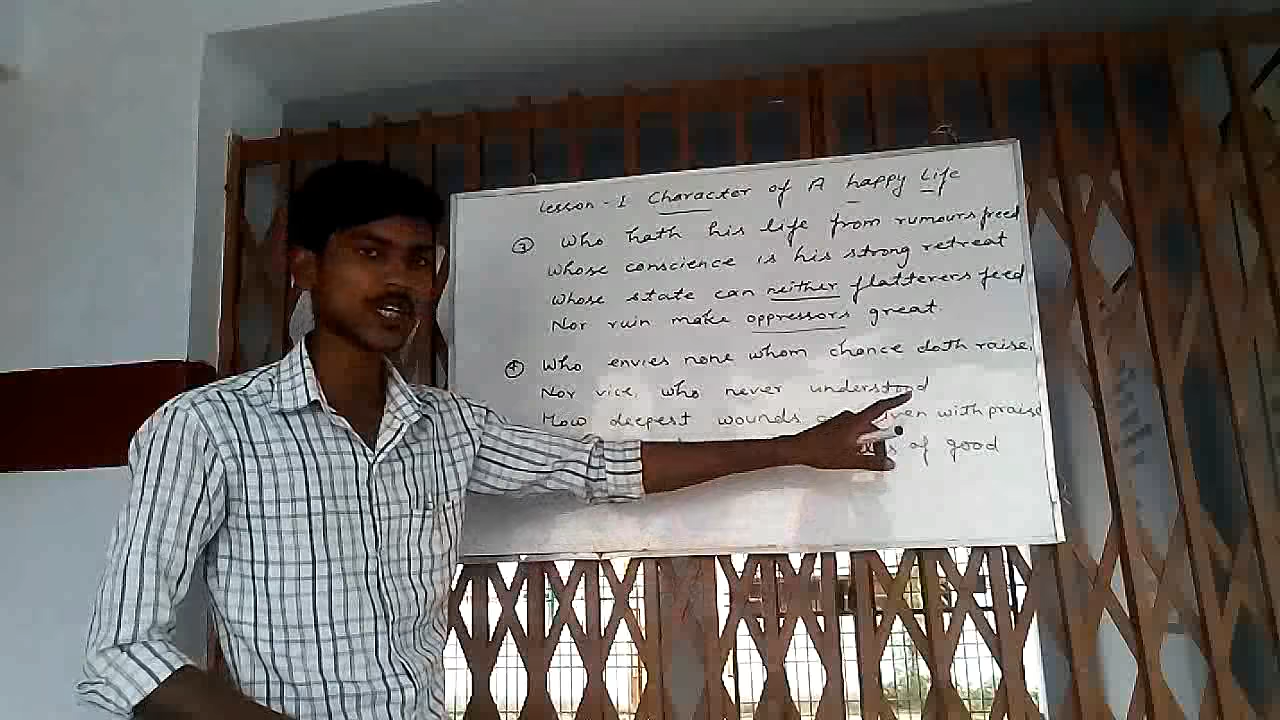 Lesson - I Character of A happy Life
③ Who hath his life from rumours freed
Whose conscience is his strong retreat
Whose state can neither flatterers feed
Nor ruin make oppressors great.
④ Who envies none whom chance doth raise,
Nor vice, who never understood
How deepest wounds with praise
of good